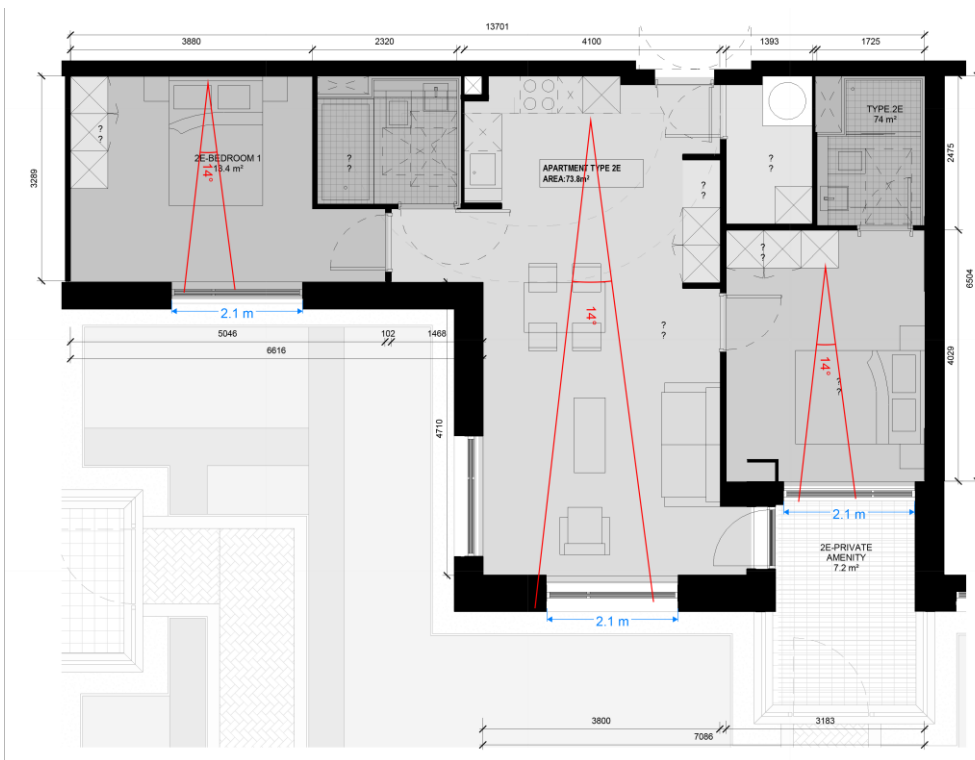 13701
3880
2320
4100
1393
1725
TYPE 2E
74 m²
2475
?
?
2E-BEDROOM 1
13.4 m²
14°
?
?
APARTMENT TYPE 2E
AREA:73.8m²
?
?
?
?
3289
?
?
6504
2.1 m
14°
?
?
5046
102
1468
6616
14°
?
?
4029
4710
2.1 m
2E-PRIVATE
AMENITY
7.2 m²
2.1 m
3800
3183
7086